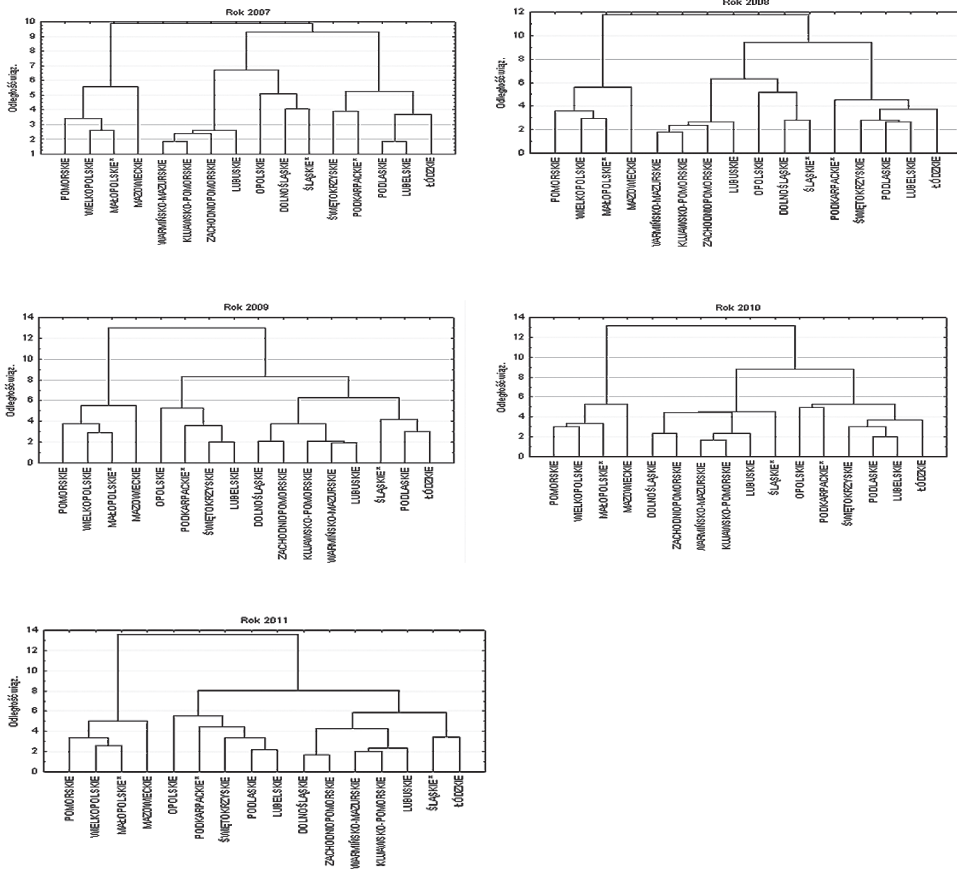 Rok 2007
Odległość wiąz.
10
9
8
7
6
5
4
3
2
1
POMORSKIE
WIELKOPOLSKIE
MAŁOPOLSKIE*
MAZOWIECKIE
WARMIŃSKO-MAZURSKIE
KUJAWSKO-POMORSKIE
ZACHODNIOPOMORSKIE
LUBUSKIE
OPOLSKIE
DOLNOŚLĄSKIE
ŚLĄSKIE*
ŚWIĘTOKRZYSKIE
PODKARPACKIE*
PODLASKIE
LUBELSKIE
ŁÓDZKIE
Rok 2008
Odległość wiąz.
12
10
8
6
4
2
0
POMORSKIE
WIELKOPOLSKIE
MAŁOPOLSKIE*
MAZOWIECKIE
WARMIŃSKO-MAZURSKIE
KUJAWSKO-POMORSKIE
ZACHODNIOPOMORSKIE
LUBUSKIE
OPOLSKIE
DOLNOŚLĄSKIE
ŚLĄSKIE*
PODKARPACKIE*
ŚWIĘTOKRZYSKIE
PODLASKIE
LUBELSKIE
ŁÓDZKIE
Rok 2009
Odległość wiąz.
14
12
10
8
6
4
2
0
POMORSKIE
WIELKOPOLSKIE
MAŁOPOLSKIE*
MAZOWIECKIE
OPOLSKIE
PODKARPACKIE*
ŚWIĘTOKRZYSKIE
LUBELSKIE
DOLNOŚLĄSKIE
ZACHODNIOPOMORSKIE
KUJAWSKO-POMORSKIE
WARMIŃSKO-MAZURSKIE
LUBUSKIE
ŚLĄSKIE*
PODLASKIE
ŁÓDZKIE
Rok 2010
Odległość wiąz.
14
12
10
8
6
4
2
0
POMORSKIE
WIELKOPOLSKIE
MAŁOPOLSKIE*
MAZOWIECKIE
DOLNOŚLĄSKIE
ZACHODNIOPOMORSKIE
WARMIŃSKO-MAZURSKIE
KUJAWSKO-POMORSKIE
LUBUSKIE
ŚLĄSKIE*
OPOLSKIE
PODKARPACKIE*
ŚWIĘTOKRZYSKIE
PODLASKIE
LUBELSKIE
ŁÓDZKIE
Rok 2011
Odległość wiąz.
14
12
10
8
6
4
2
0
POMORSKIE
WIELKOPOLSKIE
MAŁOPOLSKIE*
MAZOWIECKIE
OPOLSKIE
PODKARPACKIE*
ŚWIĘTOKRZYSKIE
PODLASKIE
LUBELSKIE
DOLNOŚLĄSKIE
ZACHODNIOPOMORSKIE
WARMIŃSKO-MAZURSKIE
KUJAWSKO-POMORSKIE
LUBUSKIE
ŚLĄSKIE*
ŁÓDZKIE